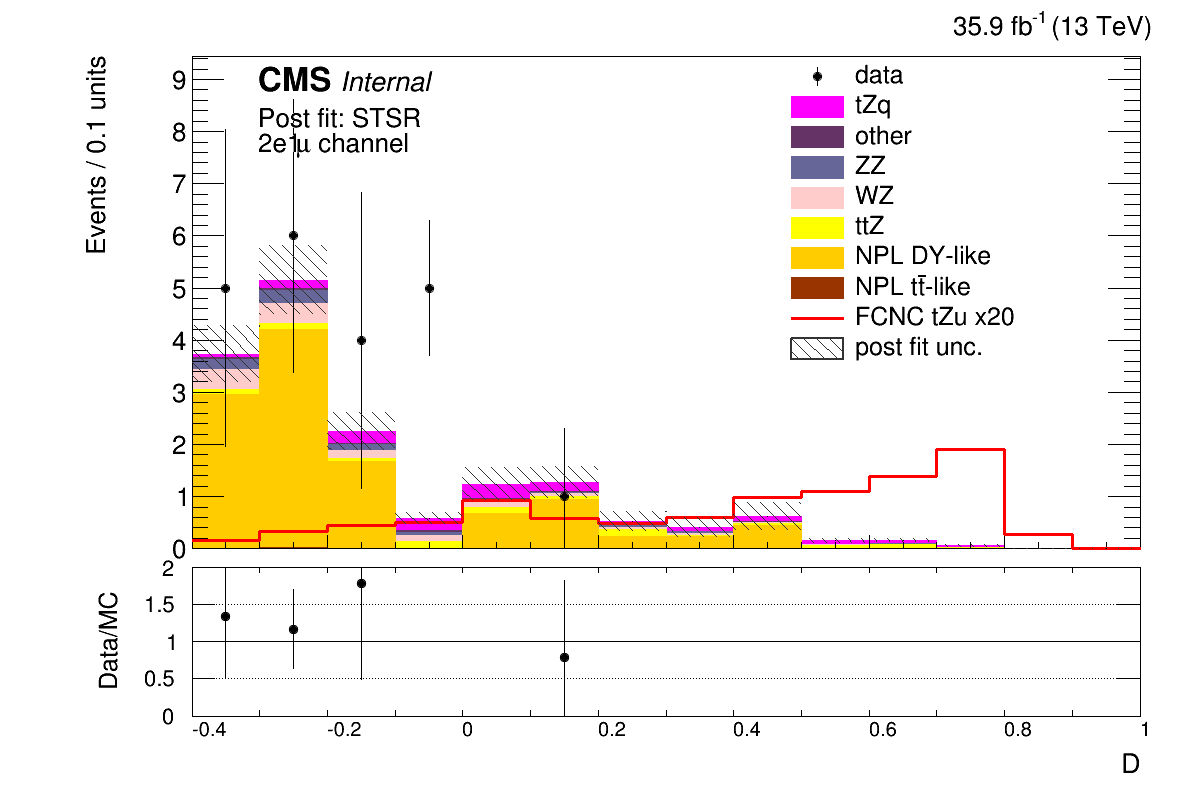 35.9 fb⁻¹ (13 TeV)
Events / 0.1 units
CMS Internal
Post fit: STSR
2e1μ channel
data
tZq
other
ZZ
WZ
ttZ
NPL DY-like
NPL tt̄-like
FCNC tZu x20
post fit unc.
9
8
7
6
5
4
3
2
1
0
Data/MC
2
1.5
1
0.5
0
-0.4 -0.2 0 0.2 0.4 0.6 0.8 1
D